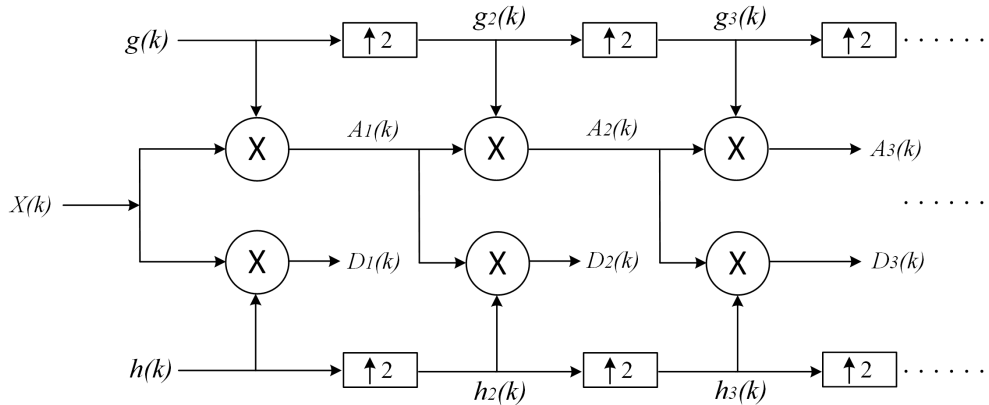 g(k) ↑2 g2(k) ↑2 g3(k) ↑2 ......
X A1(k) X A2(k) X A3(k)
X(k) ......
X D1(k) X D2(k) X D3(k)
h(k) ↑2 h2(k) ↑2 h3(k) ↑2 ......